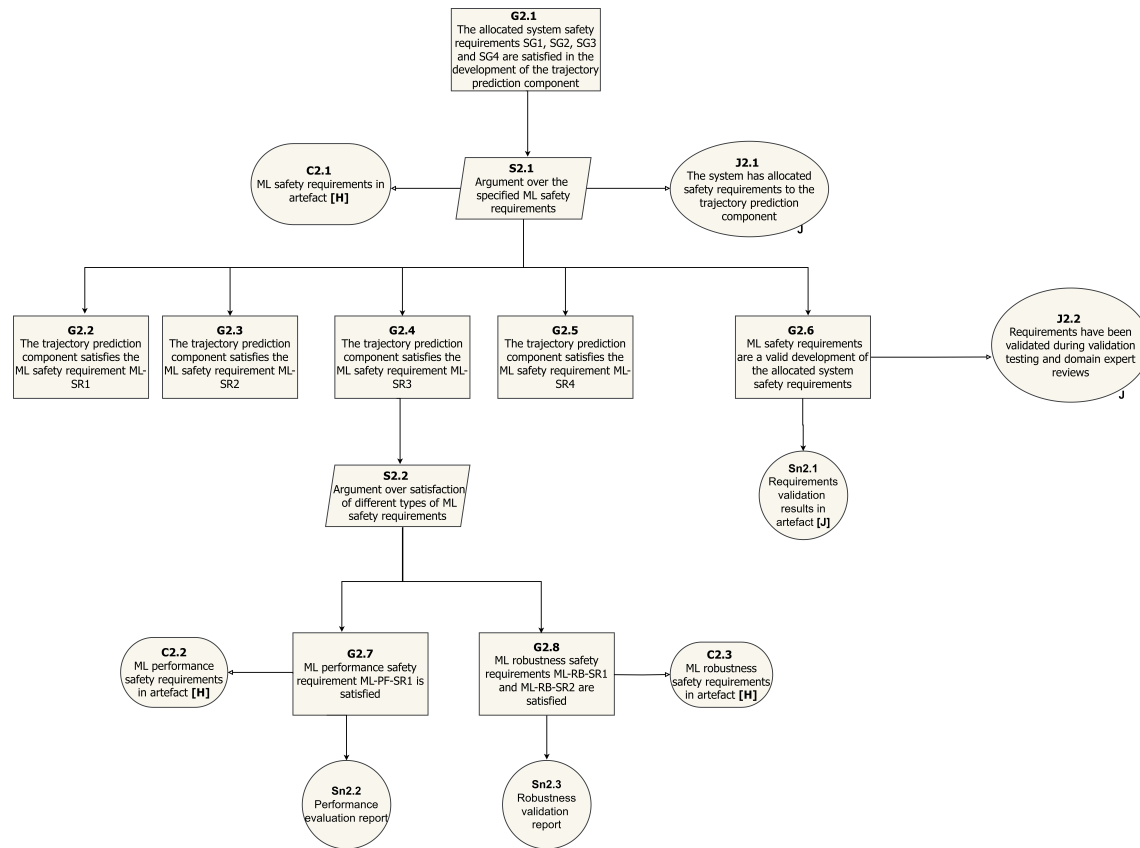 G2.1
The allocated system safety
requirements SG1, SG2, SG3
and SG4 are satisfied in the
development of the trajectory
prediction component
C2.1
ML safety requirements in
artefact [H]
S2.1
Argument over the
specified ML safety
requirements
J2.1
The system has allocated
safety requirements to the
trajectory prediction
component
J
G2.2
The trajectory prediction
component satisfies the
ML safety requirement ML-
SR1
G2.3
The trajectory prediction
component satisfies the
ML safety requirement ML-
SR2
G2.4
The trajectory prediction
component satisfies the
ML safety requirement ML-
SR3
G2.5
The trajectory prediction
component satisfies the
ML safety requirement ML-
SR4
G2.6
ML safety requirements
are a valid development of
the allocated system
safety requirements
J2.2
Requirements have been
validated during validation
testing and domain expert
reviews
J
S2.2
Argument over satisfaction
of different types of ML
safety requirements
Sn2.1
Requirements
validation
results in
artefact [J]
C2.2
ML performance
safety requirements
in artefact [H]
G2.7
ML performance safety
requirement ML-PF-SR1 is
satisfied
G2.8
ML robustness safety
requirements ML-RB-SR1
and ML-RB-SR2 are
satisfied
C2.3
ML robustness
safety requirements
in artefact [H]
Sn2.2
Performance
evaluation report
Sn2.3
Robustness
validation
report